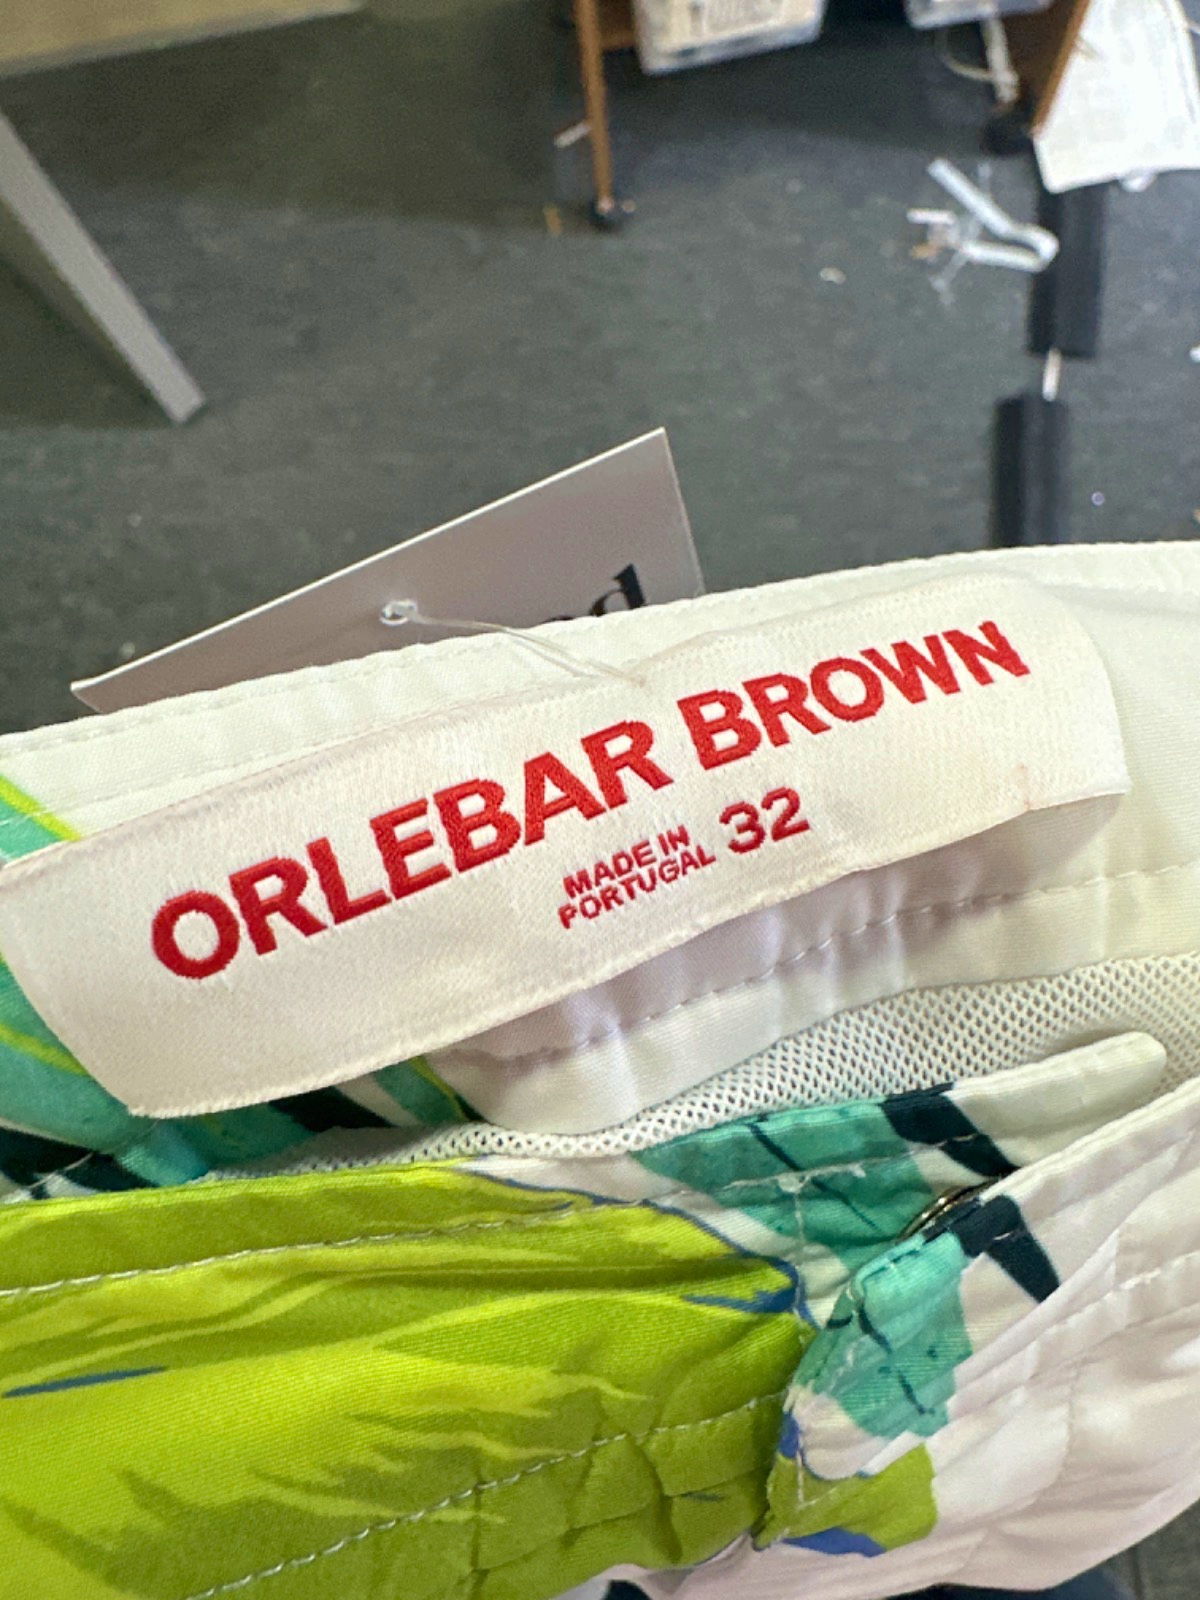 ORLEBAR BROWN
MADE IN
PORTUGAL
32